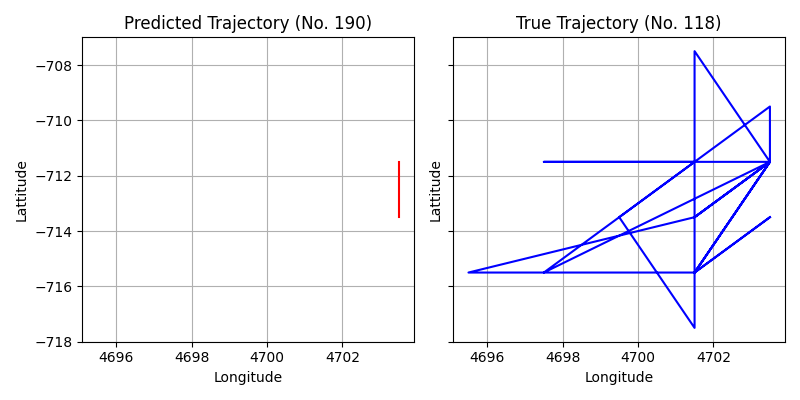 Predicted Trajectory (No. 190)
True Trajectory (No. 118)
Lattitude
−708
−710
−712
−714
−716
−718
4696
4698
4700
4702
Longitude
Lattitude
4696
4698
4700
4702
Longitude